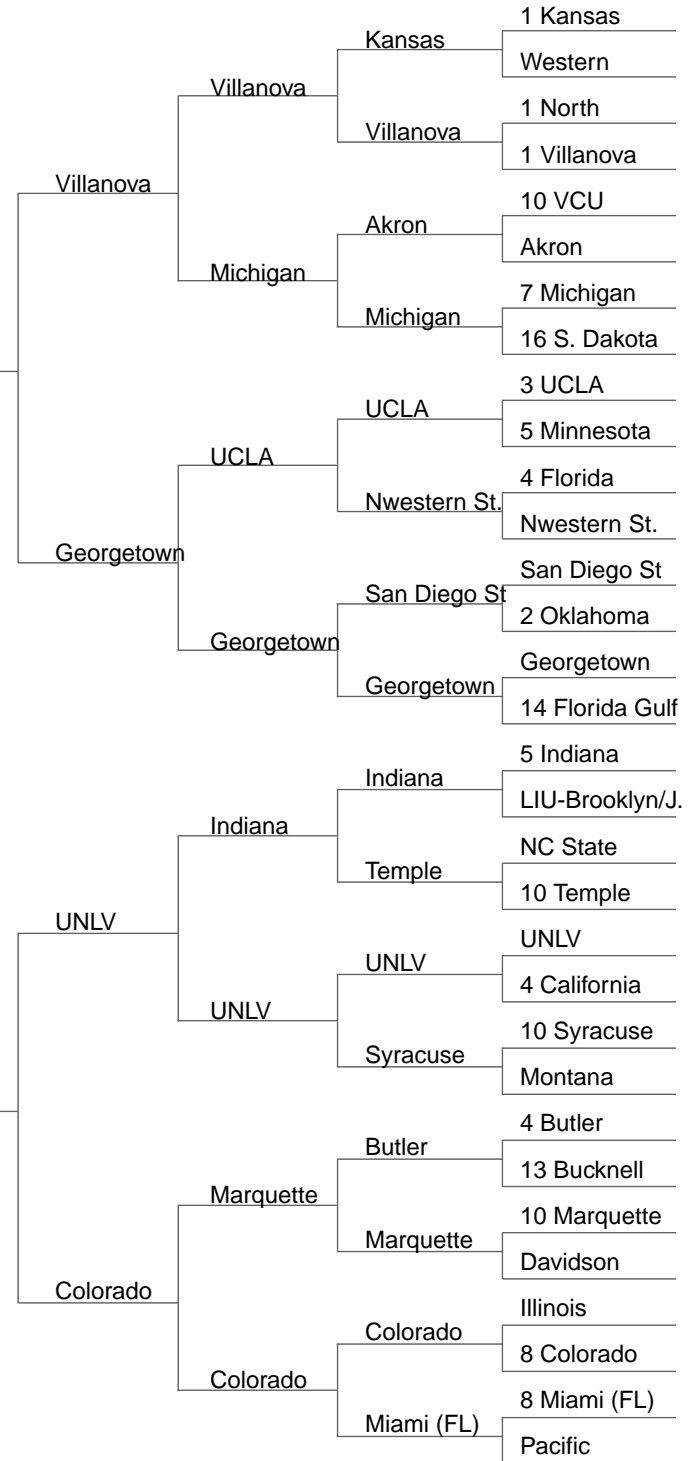 1 Kansas
Kansas
Western
Villanova
1 North
Villanova
1 Villanova
Villanova
10 VCU
Akron
Akron
Michigan
7 Michigan
Michigan
16 S. Dakota
3 UCLA
UCLA
5 Minnesota
UCLA
4 Florida
Nwestern St.
Nwestern St.
Georgetown
San Diego St
San Diego St
2 Oklahoma
Georgetown
Georgetown
Georgetown
14 Florida Gulf
5 Indiana
Indiana
LIU-Brooklyn/J.
Indiana
NC State
Temple
10 Temple
UNLV
UNLV
UNLV
4 California
UNLV
10 Syracuse
Syracuse
Montana
4 Butler
Butler
13 Bucknell
Marquette
10 Marquette
Marquette
Davidson
Colorado
Illinois
Colorado
8 Colorado
Colorado
8 Miami (FL)
Miami (FL)
Pacific